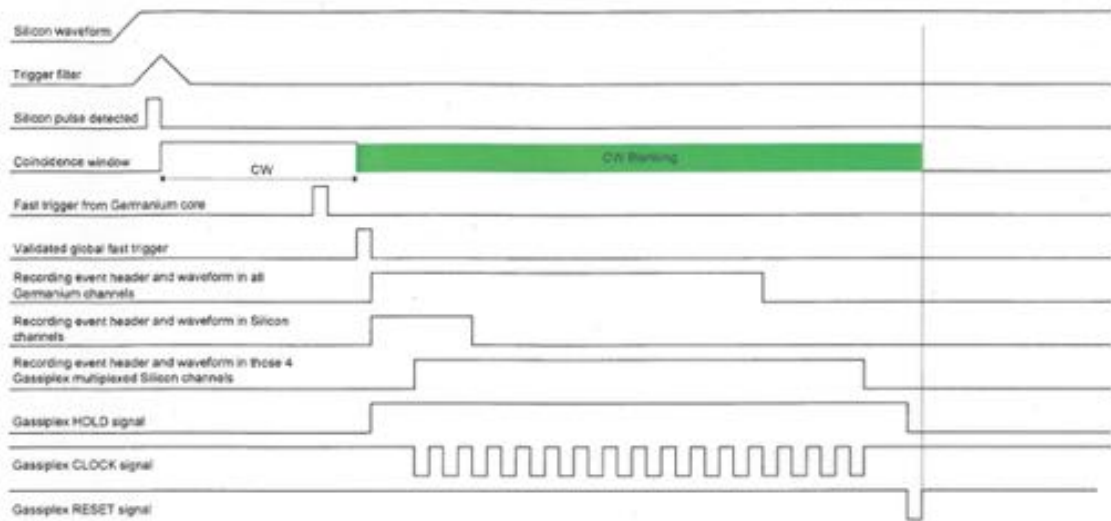 Silicon waveform
Trigger filter
Silicon pulse detected
Coincidence window
CW
CW Blanking
Fast trigger from Germanium core
Validated global fast trigger
Recording event header and waveform in all
Germanium channels
Recording event header and waveform in Silicon
channels
Recording event header and waveform in those 4
Gassiplex multiplexed Silicon channels
Gassiplex HOLD signal
Gassiplex CLOCK signal
Gassiplex RESET signal